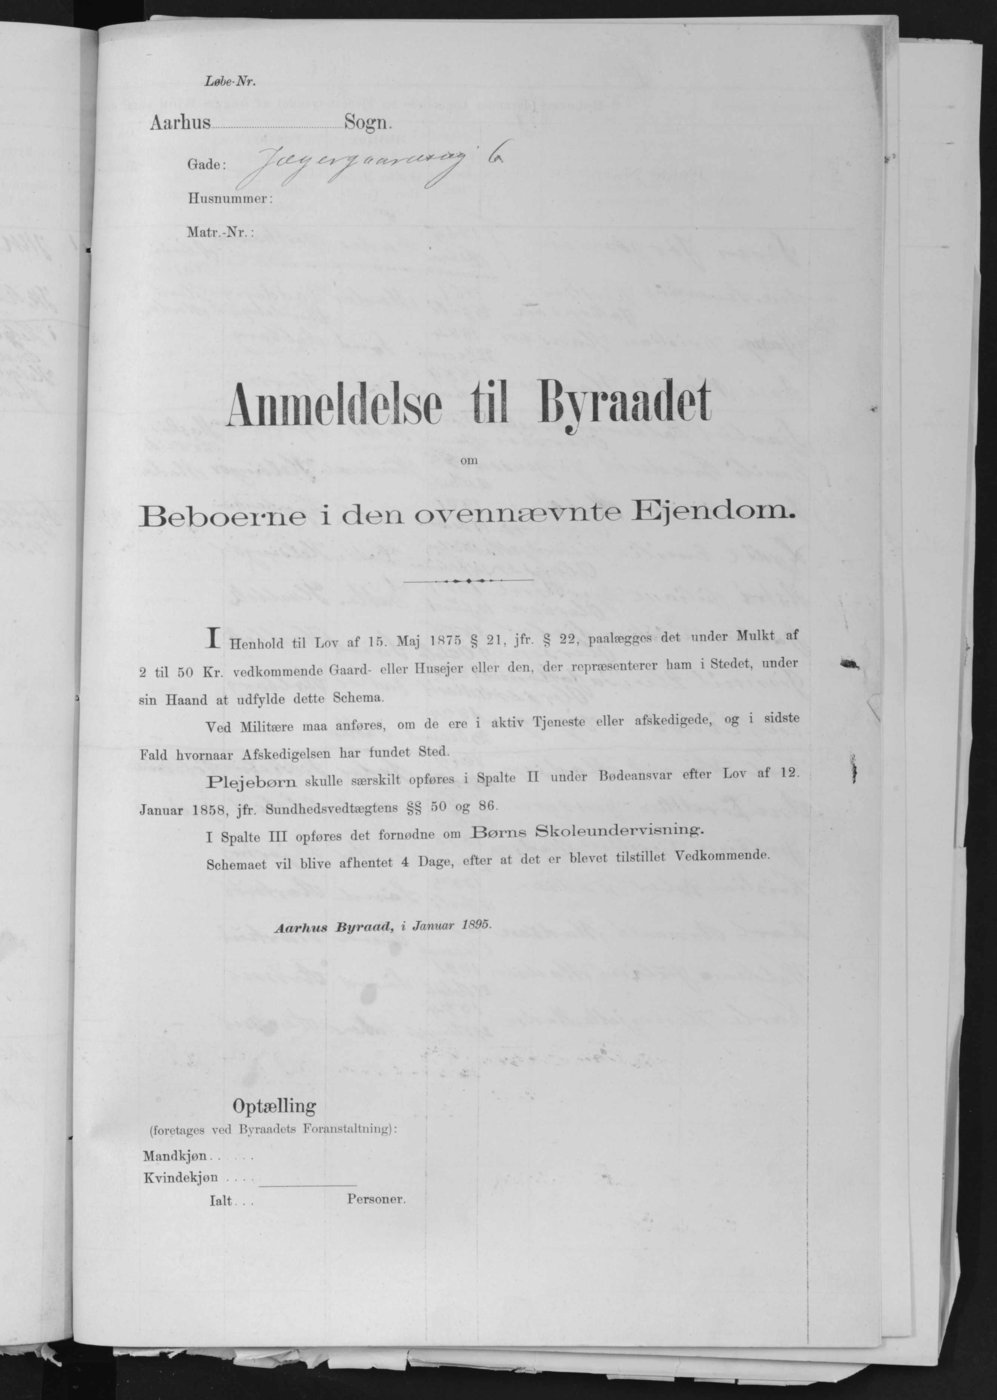 Løbe-Nr.
Aarhus Sogn.
Gade: Jægergaardsvej 6
Husnummer:
Matr.-Nr.:
Anmeldelse til Byraadet
om
Beboerne i den ovennævnte Ejendom.
I Henhold til Lov af 15. Maj 1875 § 21, jfr. § 22, paalægges det under Mulkt af
2 til 50 Kr. vedkommende Gaard- eller Husejer eller den, der repræsenterer ham i Stedet, under
sin Haand at udfylde dette Schema.
Ved Militære maa anføres, om de ere i aktiv Tjeneste eller afskedigede, og i sidste
Fald hvornaar Afskedigelsen har fundet Sted.
Plejebørn skulle særskilt opføres i Spalte II under Bødeansvar efter Lov af 12.
Januar 1858, jfr. Sundhedsvedtægtens §§ 50 og 86.
I Spalte III opføres det fornødne om Børns Skoleundervisning.
Schemaet vil blive afhentet 4 Dage, efter at det er blevet tilstillet Vedkommende.
Aarhus Byraad, i Januar 1895.
Optælling
(foretages ved Byraadets Foranstaltning):
Mandkjøn . . . . .
Kvindekjøn . . . .
Ialt . . . Personer.